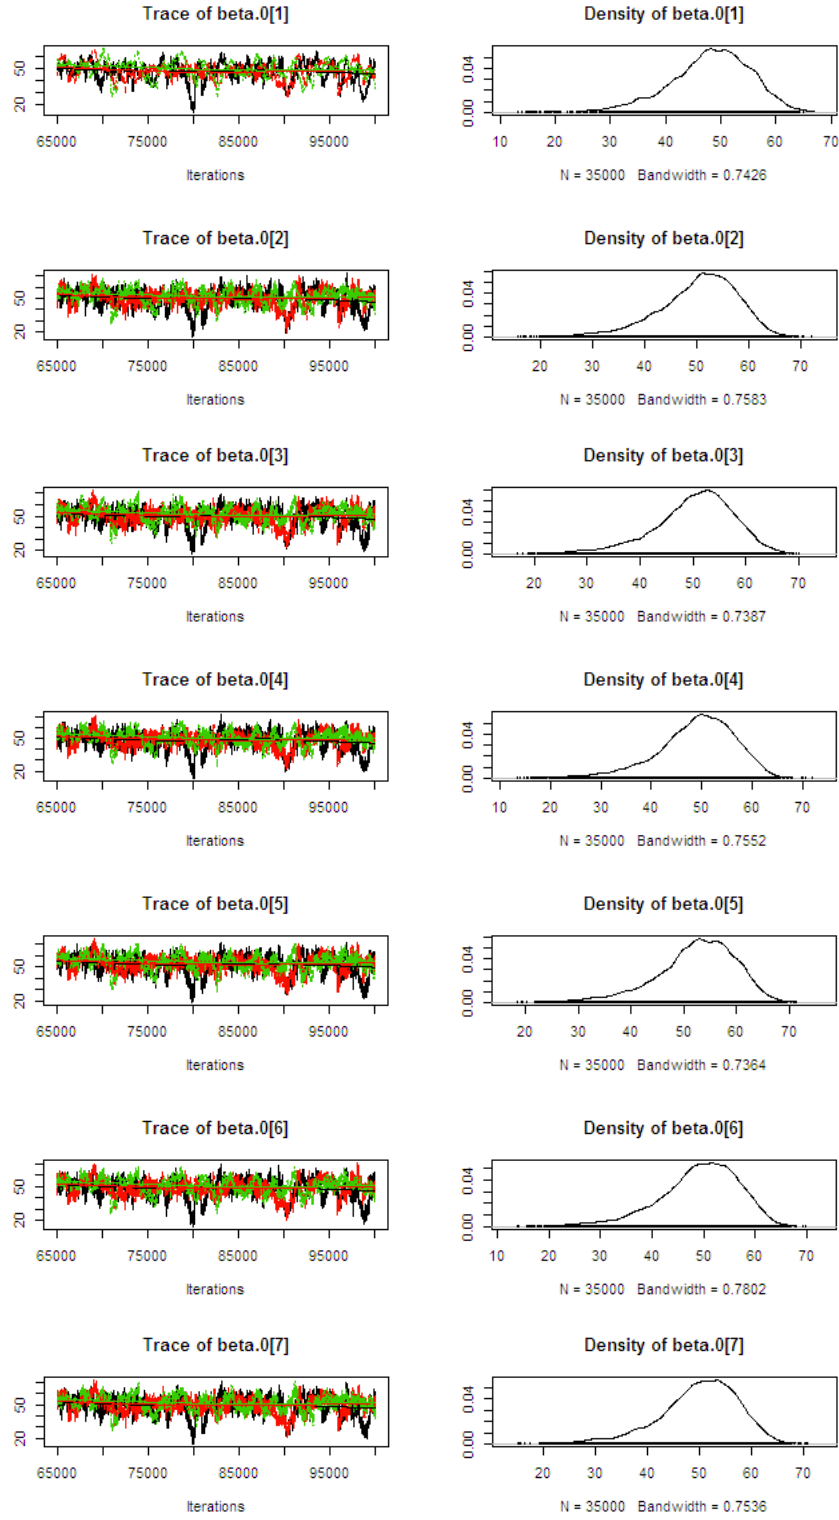 Trace of beta.0[1] Density of beta.0[1]
20 50
0.00 0.04
65000 75000 85000 95000
10 20 30 40 50 60 70
Iterations
N = 35000 Bandwidth = 0.7426
Trace of beta.0[2] Density of beta.0[2]
20 50
0.00 0.04
65000 75000 85000 95000
20 30 40 50 60 70
Iterations
N = 35000 Bandwidth = 0.7583
Trace of beta.0[3] Density of beta.0[3]
20 50
0.00 0.04
65000 75000 85000 95000
20 30 40 50 60 70
Iterations
N = 35000 Bandwidth = 0.7387
Trace of beta.0[4] Density of beta.0[4]
20 50
0.00 0.04
65000 75000 85000 95000
10 20 30 40 50 60 70
Iterations
N = 35000 Bandwidth = 0.7552
Trace of beta.0[5] Density of beta.0[5]
20 50
0.00 0.04
65000 75000 85000 95000
20 30 40 50 60 70
Iterations
N = 35000 Bandwidth = 0.7364
Trace of beta.0[6] Density of beta.0[6]
20 50
0.00 0.04
65000 75000 85000 95000
10 20 30 40 50 60 70
Iterations
N = 35000 Bandwidth = 0.7802
Trace of beta.0[7] Density of beta.0[7]
20 50
0.00 0.04
65000 75000 85000 95000
20 30 40 50 60 70
Iterations
N = 35000 Bandwidth = 0.7536